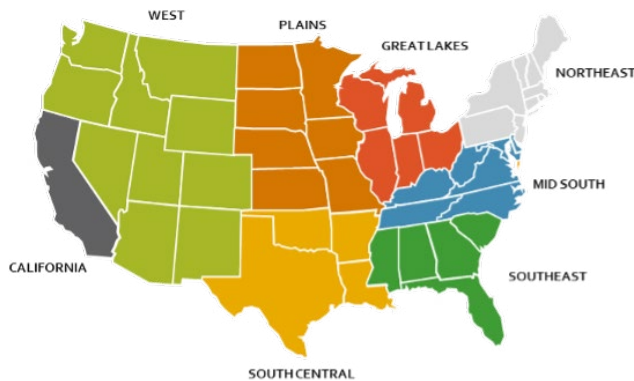 WEST
PLAINS
GREAT LAKES
NORTHEAST
MID SOUTH
CALIFORNIA
SOUTHEAST
SOUTH CENTRAL